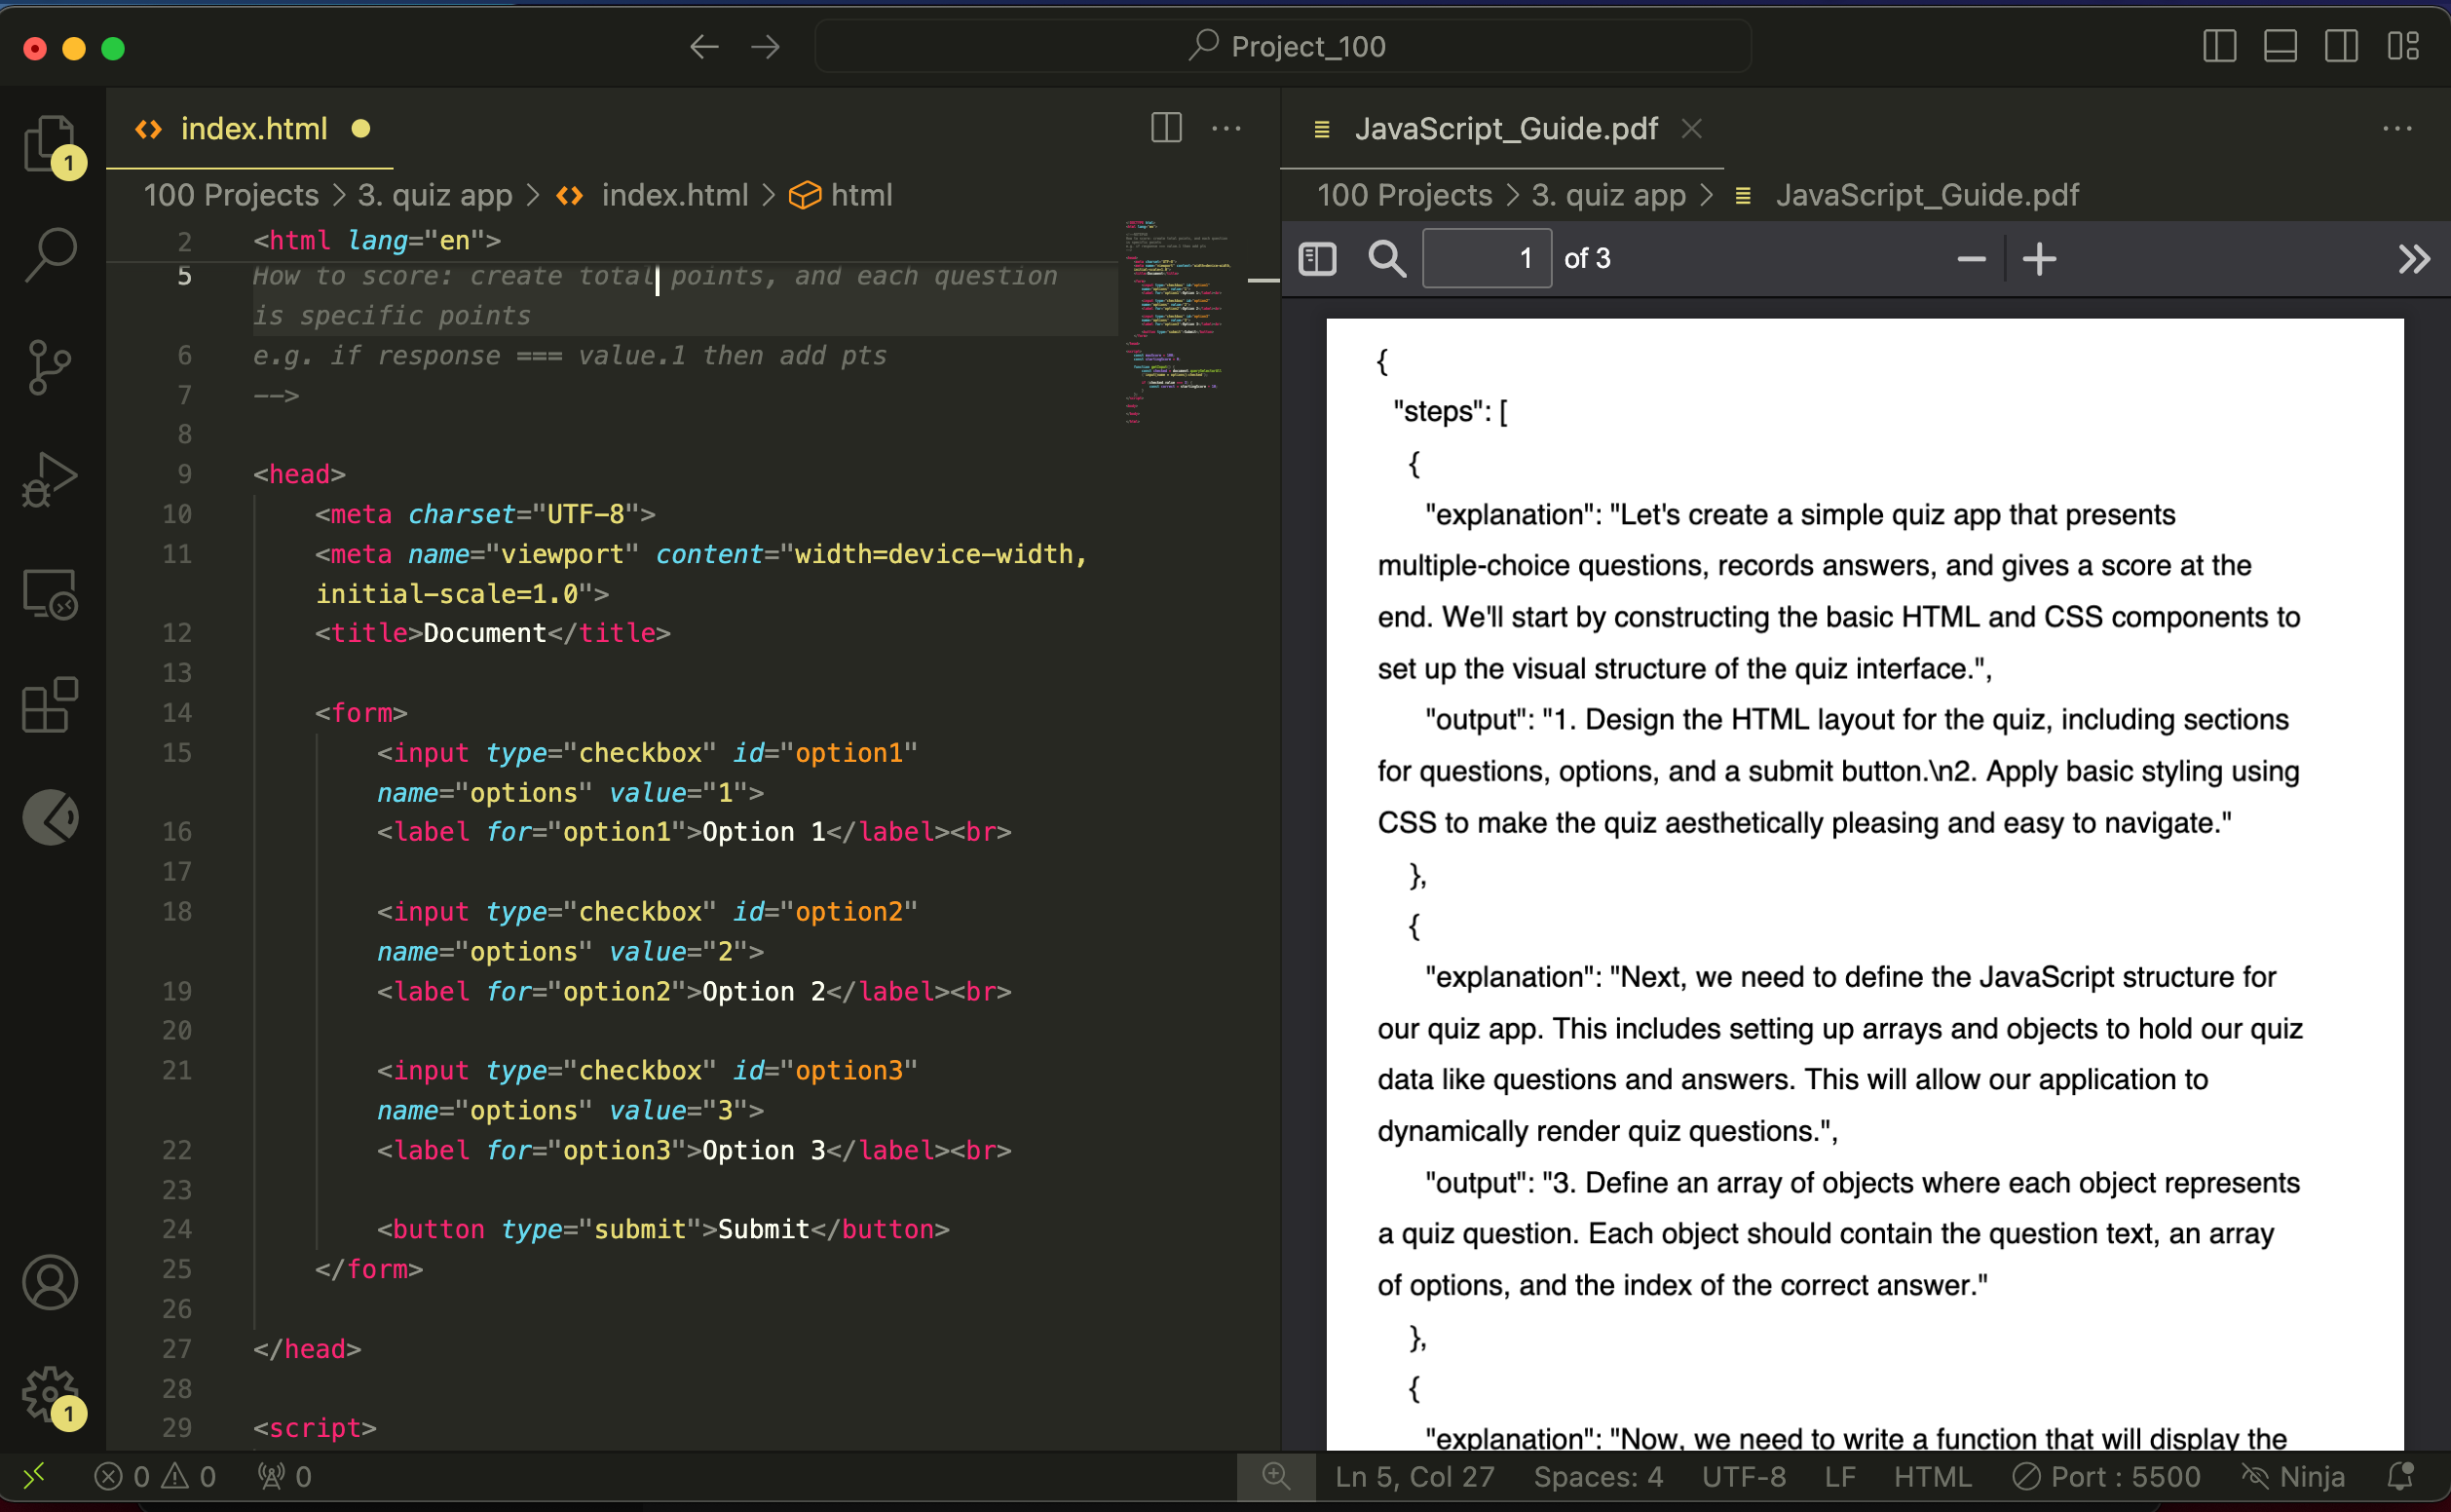 Project_100
index.html
JavaScript_Guide.pdf
1
100 Projects > 3. quiz app > index.html > html
2 <html lang="en">
5 How to score: create total points, and each question
is specific points
6 e.g. if response === value.1 then add pts
7 -->
8
9 <head>
10 <meta charset="UTF-8">
11 <meta name="viewport" content="width=device-width,
initial-scale=1.0">
12 <title>Document</title>
13
14 <form>
15 <input type="checkbox" id="option1"
name="options" value="1">
16 <label for="option1">Option 1</label><br>
17
18 <input type="checkbox" id="option2"
name="options" value="2">
19 <label for="option2">Option 2</label><br>
20
21 <input type="checkbox" id="option3"
name="options" value="3">
22 <label for="option3">Option 3</label><br>
23
24 <button type="submit">Submit</button>
25 </form>
26
27 </head>
28
29 <script>
1
100 Projects > 3. quiz app > JavaScript_Guide.pdf
1 of 3
{
"steps": [
{
"explanation": "Let's create a simple quiz app that presents
multiple-choice questions, records answers, and gives a score at the
end. We'll start by constructing the basic HTML and CSS components to
set up the visual structure of the quiz interface.",
"output": "1. Design the HTML layout for the quiz, including sections
for questions, options, and a submit button.\n2. Apply basic styling using
CSS to make the quiz aesthetically pleasing and easy to navigate."
},
{
"explanation": "Next, we need to define the JavaScript structure for
our quiz app. This includes setting up arrays and objects to hold our quiz
data like questions and answers. This will allow our application to
dynamically render quiz questions.",
"output": "3. Define an array of objects where each object represents
a quiz question. Each object should contain the question text, an array
of options, and the index of the correct answer."
},
{
"explanation": "Now, we need to write a function that will display the
0 0 0
Ln 5, Col 27 Spaces: 4 UTF-8 LF HTML Port : 5500 Ninja